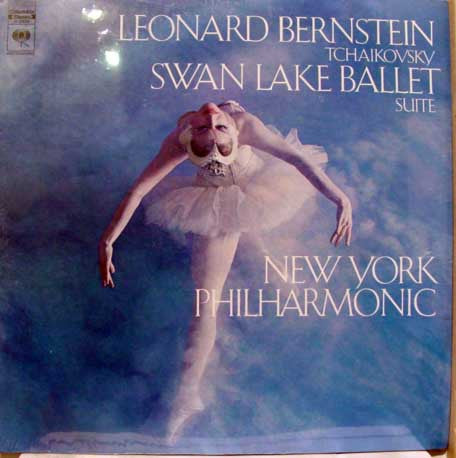 LEONARD BERNSTEIN
TCHAIKOVSKY
SWAN LAKE BALLET
SUITE
NEW YORK
PHILHARMONIC